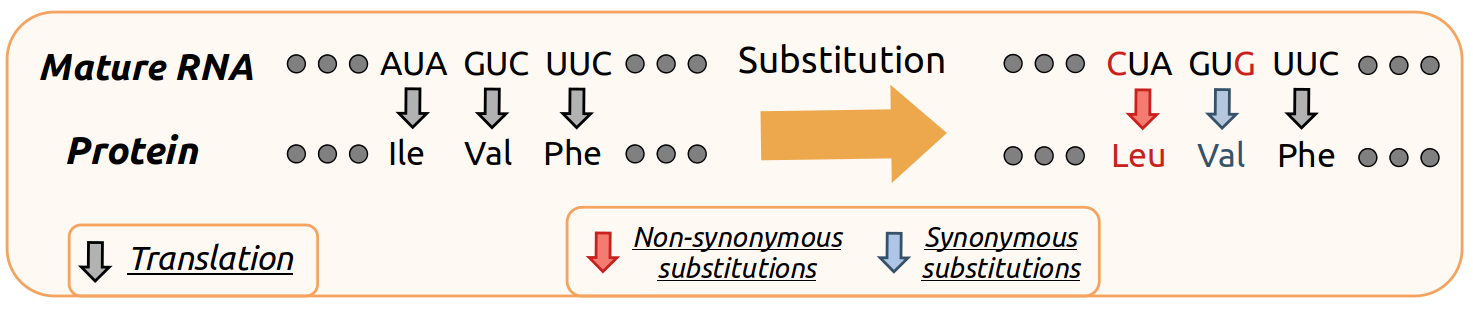 Mature RNA AUA GUC UUC Substitution CUA GUG UUC
Protein Ile Val Phe Leu Val Phe
Translation
Non-synonymous substitutions
Synonymous substitutions